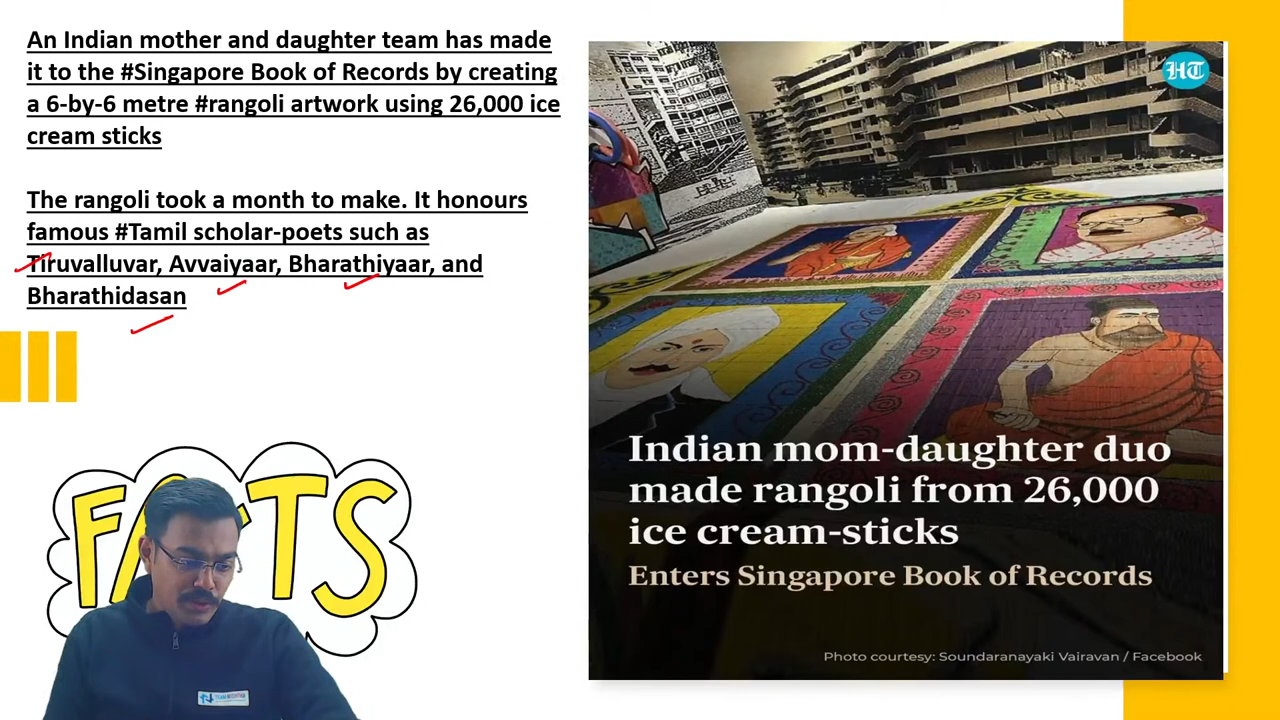 An Indian mother and daughter team has made
it to the #Singapore Book of Records by creating
a 6-by-6 metre #rangoli artwork using 26,000 ice
cream sticks
The rangoli took a month to make. It honours
famous #Tamil scholar-poets such as
Tiruvalluvar, Avvaiyaar, Bharathiyaar, and
Bharathidasan
FACTS
HT
Indian mom-daughter duo
made rangoli from 26,000
ice cream-sticks
Enters Singapore Book of Records
Photo courtesy: Soundaranayaki Vairavan / Facebook